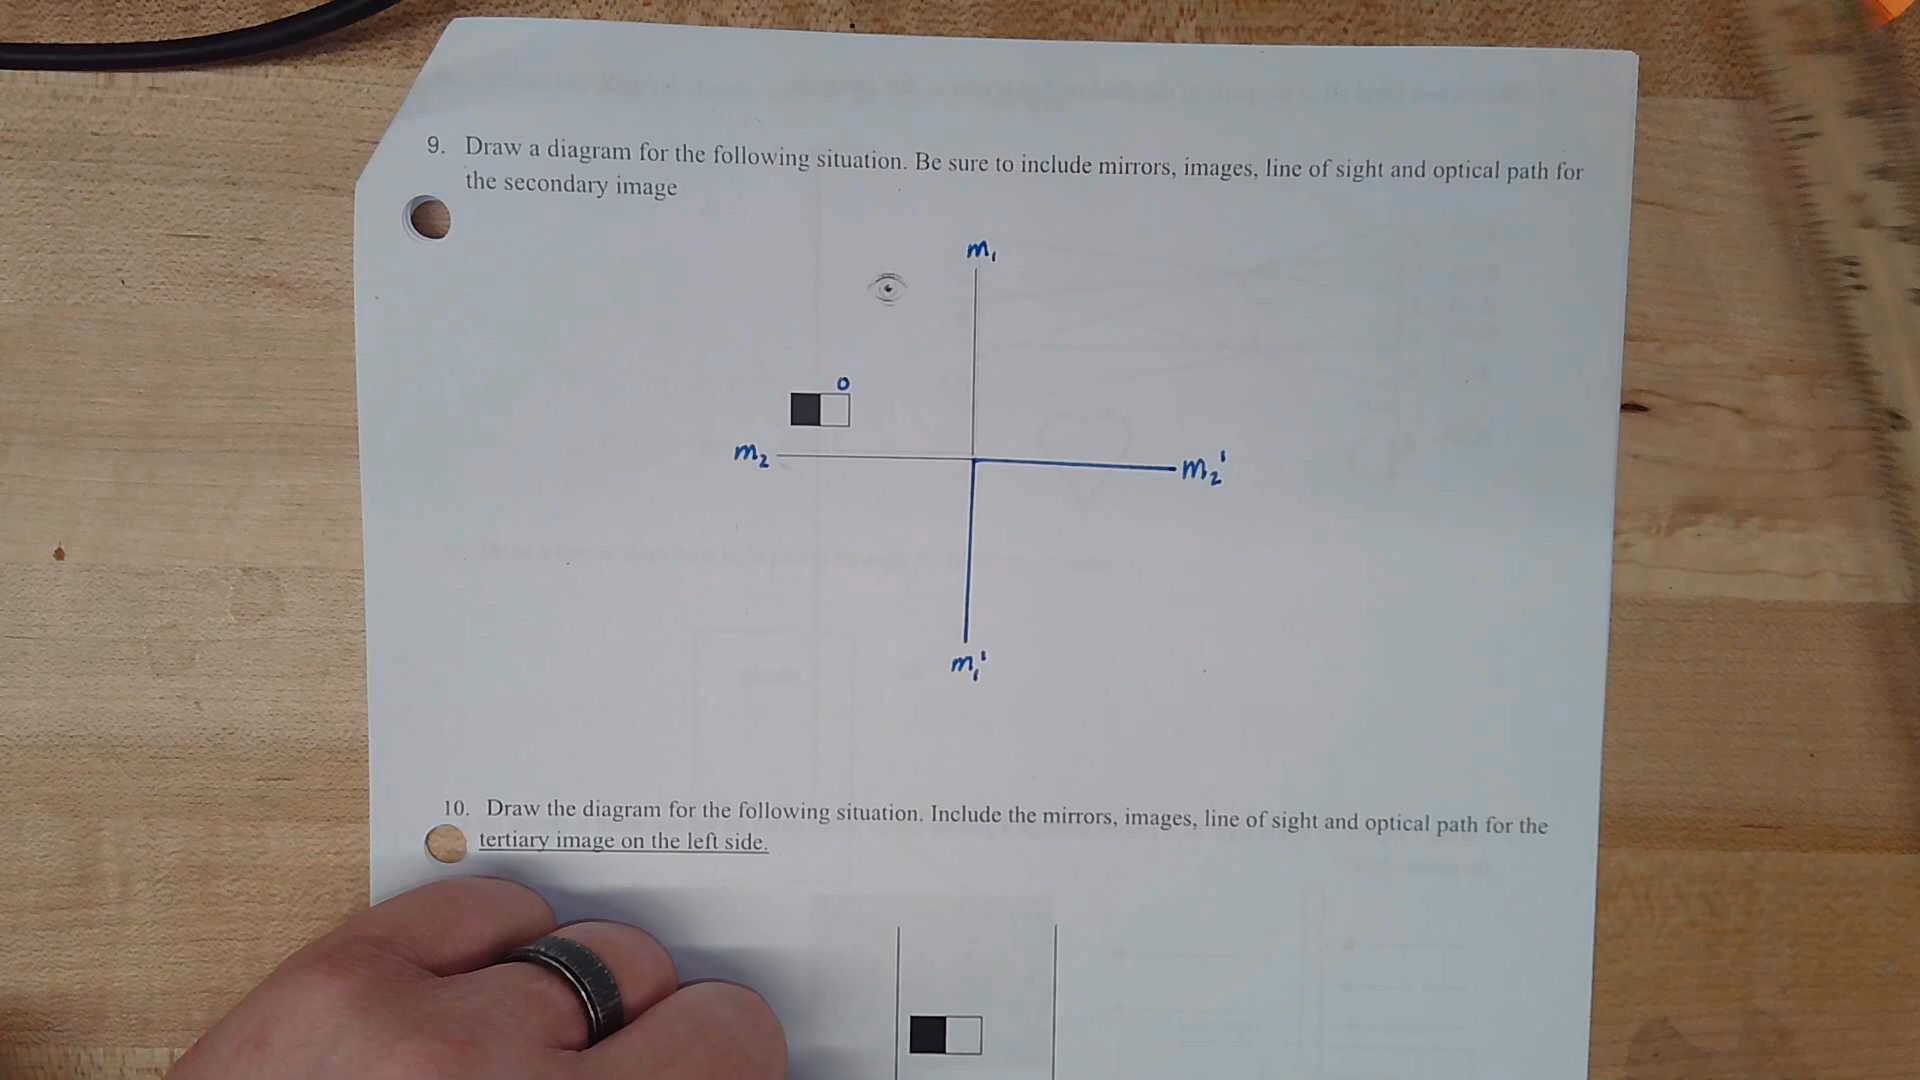 9. Draw a diagram for the following situation. Be sure to include mirrors, images, line of sight and optical path for
the secondary image
m₁
o
m₂
m₂'
m₁'
10. Draw the diagram for the following situation. Include the mirrors, images, line of sight and optical path for the
tertiary image on the left side.